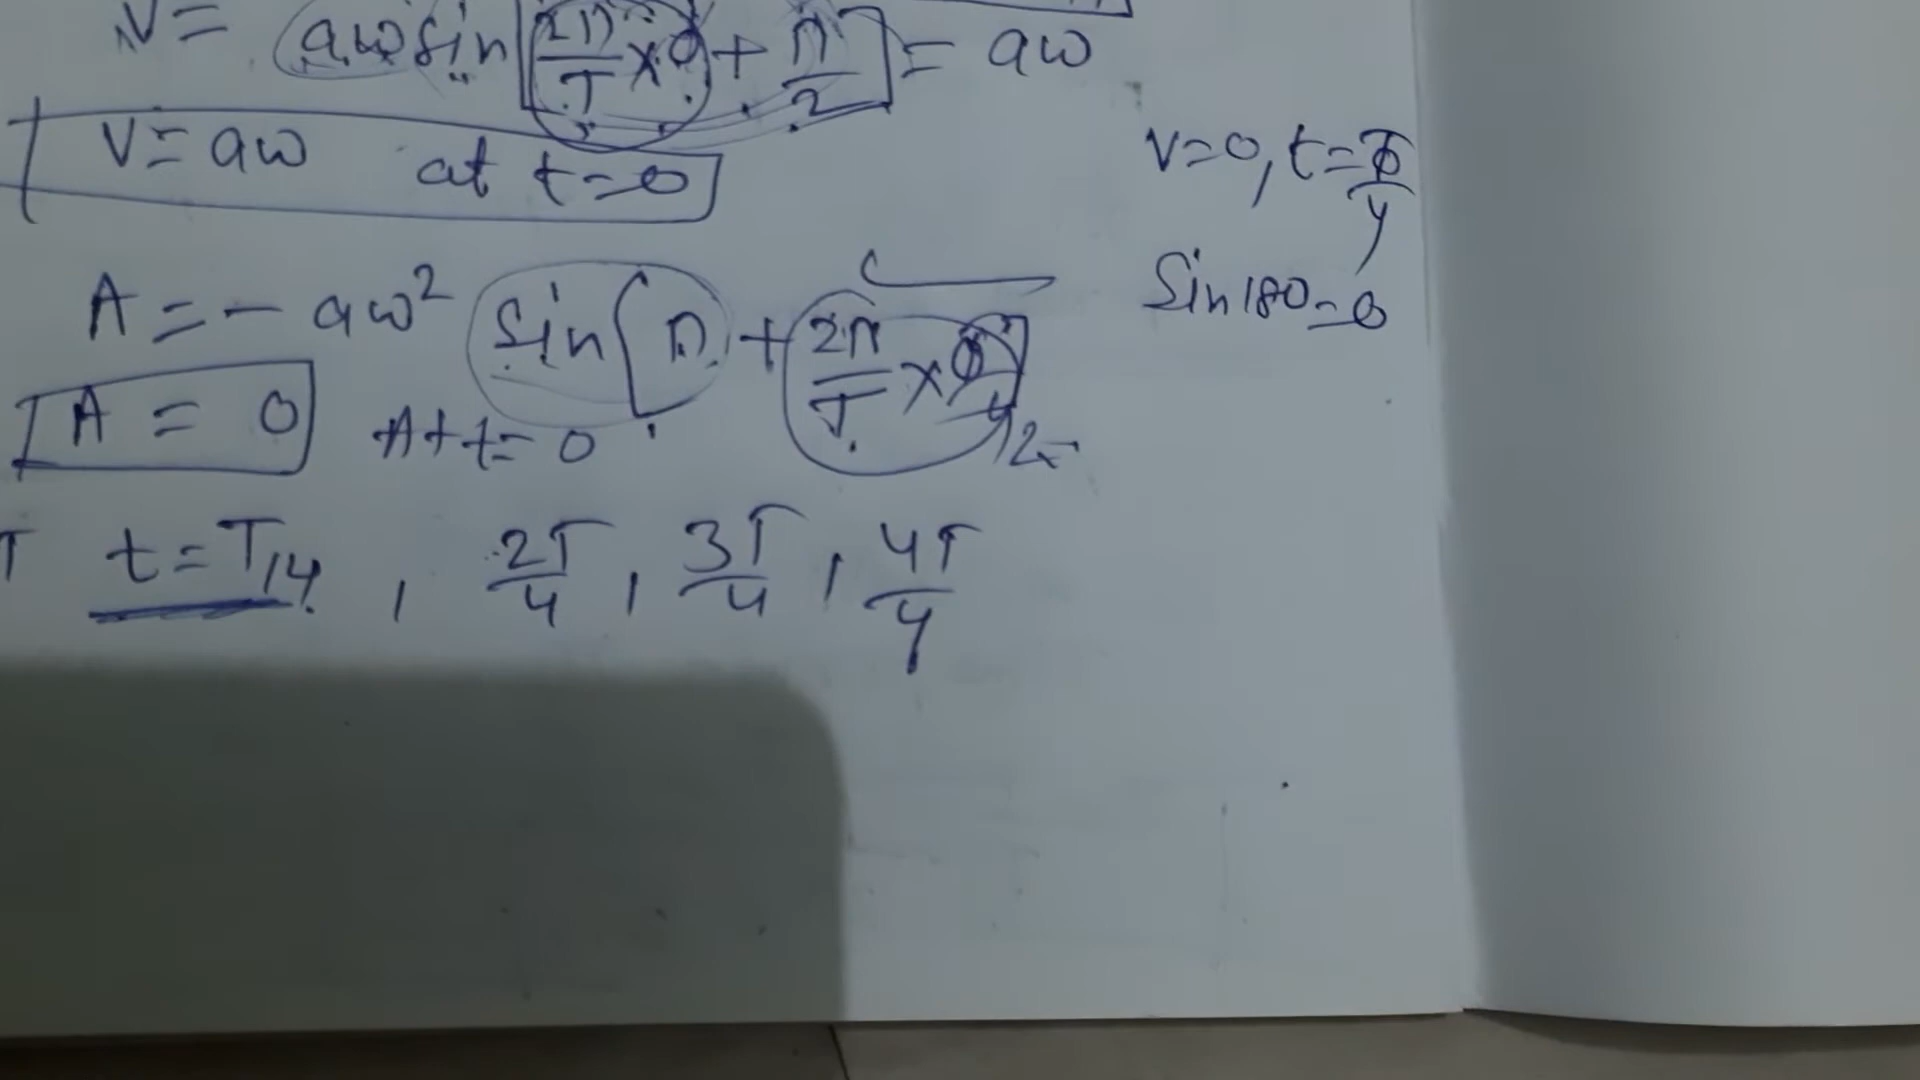 V = aω sin [2π/T × 0 + π/2] = aω
V = aω at t = 0
V = 0, t = T/4
Sin 180 = 0
A = - aω² Sin [π + 2π/T ×
A = 0 At t = 0
T t = T/4 , 2T/4 , 3T/4 , 4T/4